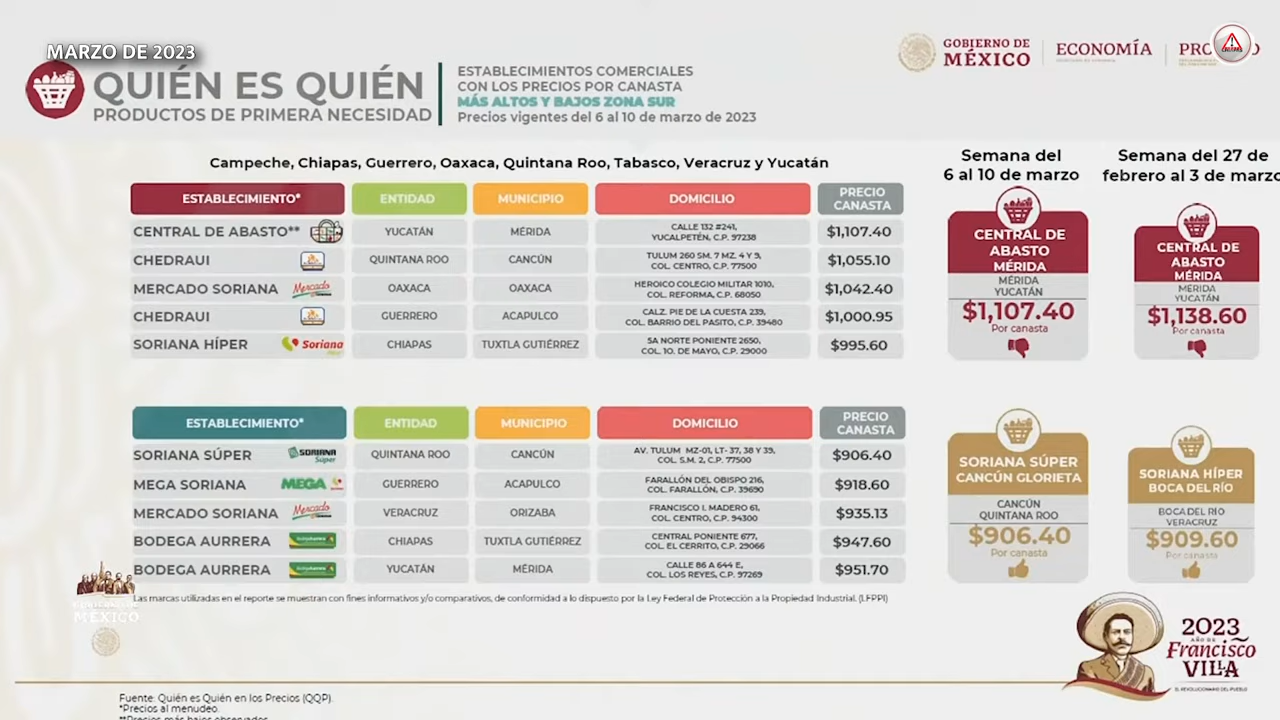 MARZO DE 2023
QUIÉN ES QUIÉN
PRODUCTOS DE PRIMERA NECESIDAD
ESTABLECIMIENTOS COMERCIALES
CON LOS PRECIOS POR CANASTA
MÁS ALTOS Y BAJOS ZONA SUR
Precios vigentes del 6 al 10 de marzo de 2023
GOBIERNO DE
MÉXICO
ECONOMÍA
Campeche, Chiapas, Guerrero, Oaxaca, Quintana Roo, Tabasco, Veracruz y Yucatán
ESTABLECIMIENTO* ENTIDAD MUNICIPIO DOMICILIO PRECIO CANASTA
CENTRAL DE ABASTO** YUCATÁN MÉRIDA CALLE 132 #241, YUCALPETÉN, C.P. 97238 $1,107.40
CHEDRAUI QUINTANA ROO CANCÚN TULUM 260 SM. 7 MZ. 4 Y 9, COL. CENTRO, C.P. 77500 $1,055.10
MERCADO SORIANA Mercado OAXACA OAXACA HEROICO COLEGIO MILITAR 1010, COL. REFORMA, C.P. 68050 $1,042.40
CHEDRAUI GUERRERO ACAPULCO CALZ. PIE DE LA CUESTA 239, COL. BARRIO DEL PASITO, C.P. 39480 $1,000.95
SORIANA HÍPER Soriana CHIAPAS TUXTLA GUTIÉRREZ 5A NORTE PONIENTE 2650, COL. 1O. DE MAYO, C.P. 29000 $995.60
Semana del
6 al 10 de marzo
CENTRAL DE
ABASTO
MÉRIDA
MÉRIDA
YUCATÁN
$1,107.40
Por canasta
Semana del 27 de
febrero al 3 de marzo
CENTRAL DE
ABASTO
MÉRIDA
MERIDA
YUCATÁN
$1,138.60
Por canasta
ESTABLECIMIENTO* ENTIDAD MUNICIPIO DOMICILIO PRECIO CANASTA
SORIANA SÚPER SORIANA Súper QUINTANA ROO CANCÚN AV. TULUM MZ-01, LT- 37, 38 Y 39, COL. S.M. 2, C.P. 77500 $906.40
MEGA SORIANA MEGA GUERRERO ACAPULCO FARALLÓN DEL OBISPO 216, COL. FARALLÓN, C.P. 39690 $918.60
MERCADO SORIANA Mercado VERACRUZ ORIZABA FRANCISCO I. MADERO 61, COL. CENTRO, C.P. 94300 $935.13
BODEGA AURRERA CHIAPAS TUXTLA GUTIÉRREZ CENTRAL PONIENTE 677, COL. EL CERRITO, C.P. 29066 $947.60
BODEGA AURRERA YUCATÁN MÉRIDA CALLE 86 A 644 E, COL. LOS REYES, C.P. 97269 $951.70
SORIANA SÚPER
CANCÚN GLORIETA
CANCÚN
QUINTANA ROO
$906.40
Por canasta
SORIANA HÍPER
BOCA DEL RÍO
BOCA DEL RÍO
VERACRUZ
$909.60
Por canasta
Las marcas utilizadas en el reporte se muestran con fines informativos y/o comparativos, de conformidad a lo dispuesto por la Ley Federal de Protección a la Propiedad Industrial. (LFPPI)
MÉXICO
2023
AÑO DE
Francisco
VILLA
EL REVOLUCIONARIO DEL PUEBLO
Fuente: Quién es Quién en los Precios (QQP).
*Precios al menudeo.
**Precios más bajos observados